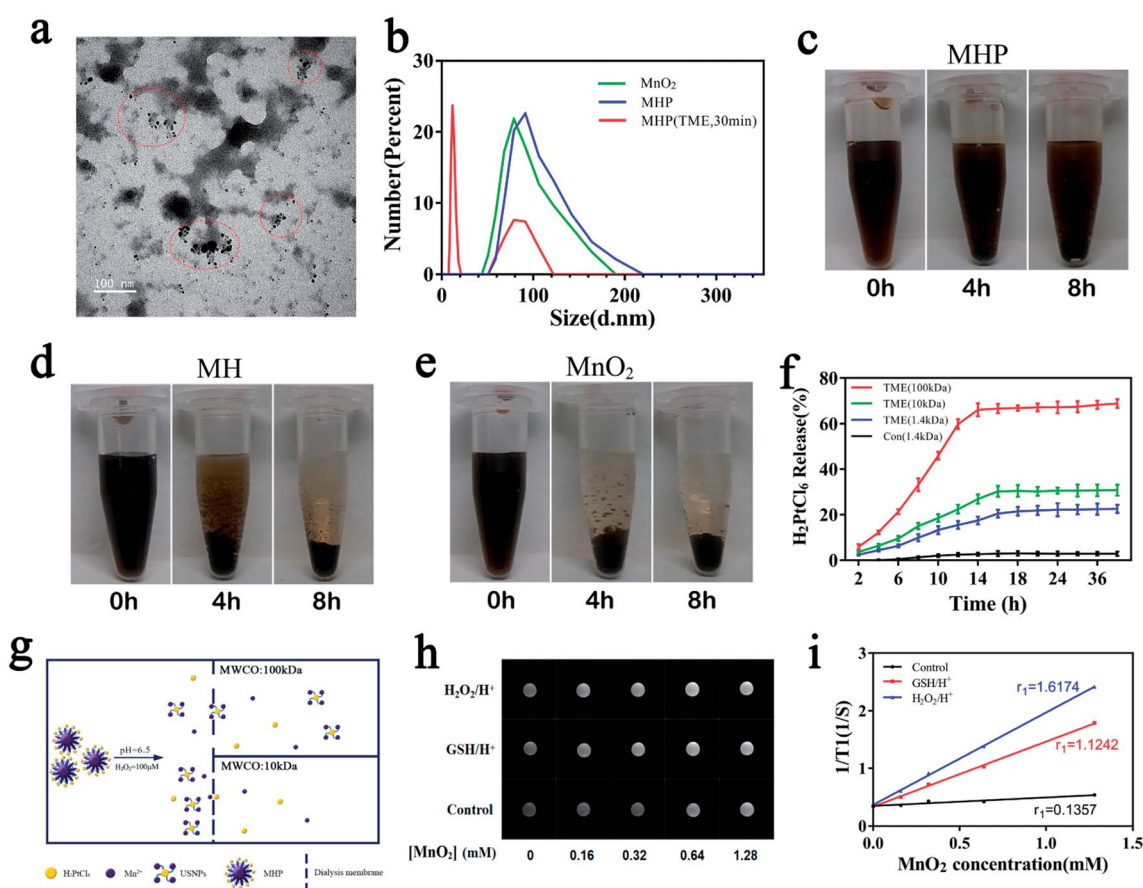 a
100 nm
b
Number(Percent)
30
20
10
0
0
100
200
300
Size(d.nm)
MnO₂
MHP
MHP(TME,30min)
c
MHP
0h 4h 8h
d
MH
0h 4h 8h
e
MnO₂
0h 4h 8h
f
H₂PtCl₆ Release(%)
80
60
40
20
0
2 6 10 14 18 24 36
Time (h)
TME(100kDa)
TME(10kDa)
TME(1.4kDa)
Con(1.4kDa)
g
MWCO:100kDa
pH=6.5
H₂O₂=100μM
MWCO:10kDa
H₂PtCl₆ Mn²⁺ USNPs MHP Dialysis membrane
h
H₂O₂/H⁺
GSH/H⁺
Control
[MnO₂] (mM) 0 0.16 0.32 0.64 1.28
i
1/T1(1/S)
3
2
1
0
0.0 0.5 1.0 1.5
MnO₂ concentration(mM)
Control
GSH/H⁺
H₂O₂/H⁺
r₁=1.6174
r₁=1.1242
r₁=0.1357